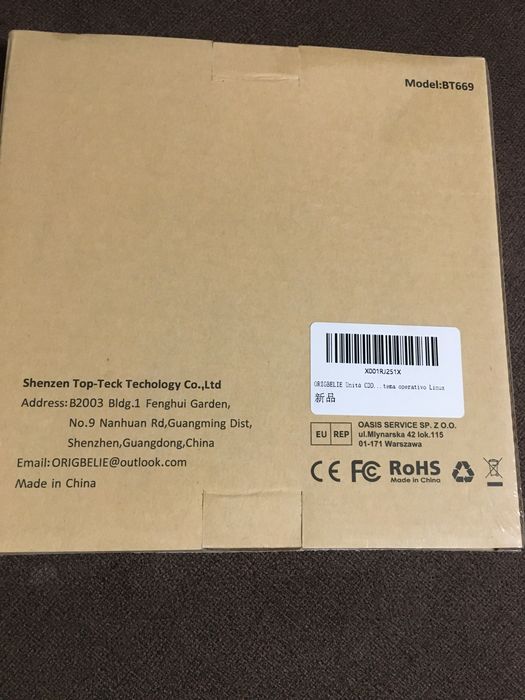 Model:BT669
X001RJ251X
ORIGBELIE Unità CDO...tema operativo Linux
新品
Shenzen Top-Teck Techology Co.,Ltd
Address: B2003 Bldg.1 Fenghui Garden,
No.9 Nanhuan Rd,Guangming Dist,
Shenzhen,Guangdong,China
Email: ORIGBELIE@outlook.com
Made in China
EU REP
OASIS SERVICE SP. Z O.O.
ul.Mlynarska 42 lok.115
01-171 Warszawa
CE FC RoHS
Made in China